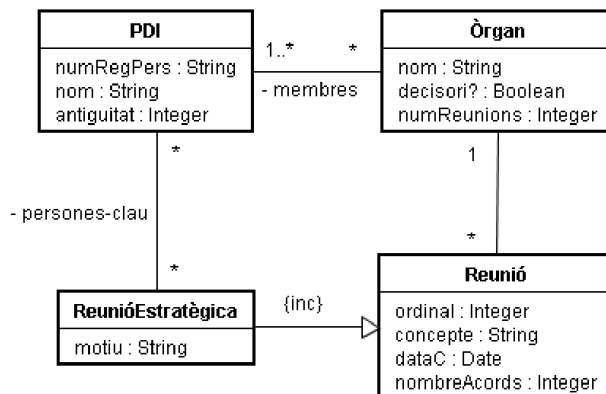 PDI
numRegPers : String
nom : String
antiguitat : Integer
1..*
*
- membres
Òrgan
nom : String
decisori? : Boolean
numReunions : Integer
*
- persones-clau
*
1
*
ReunióEstratègica
motiu : String
{inc}
Reunió
ordinal : Integer
concepte : String
dataC : Date
nombreAcords : Integer